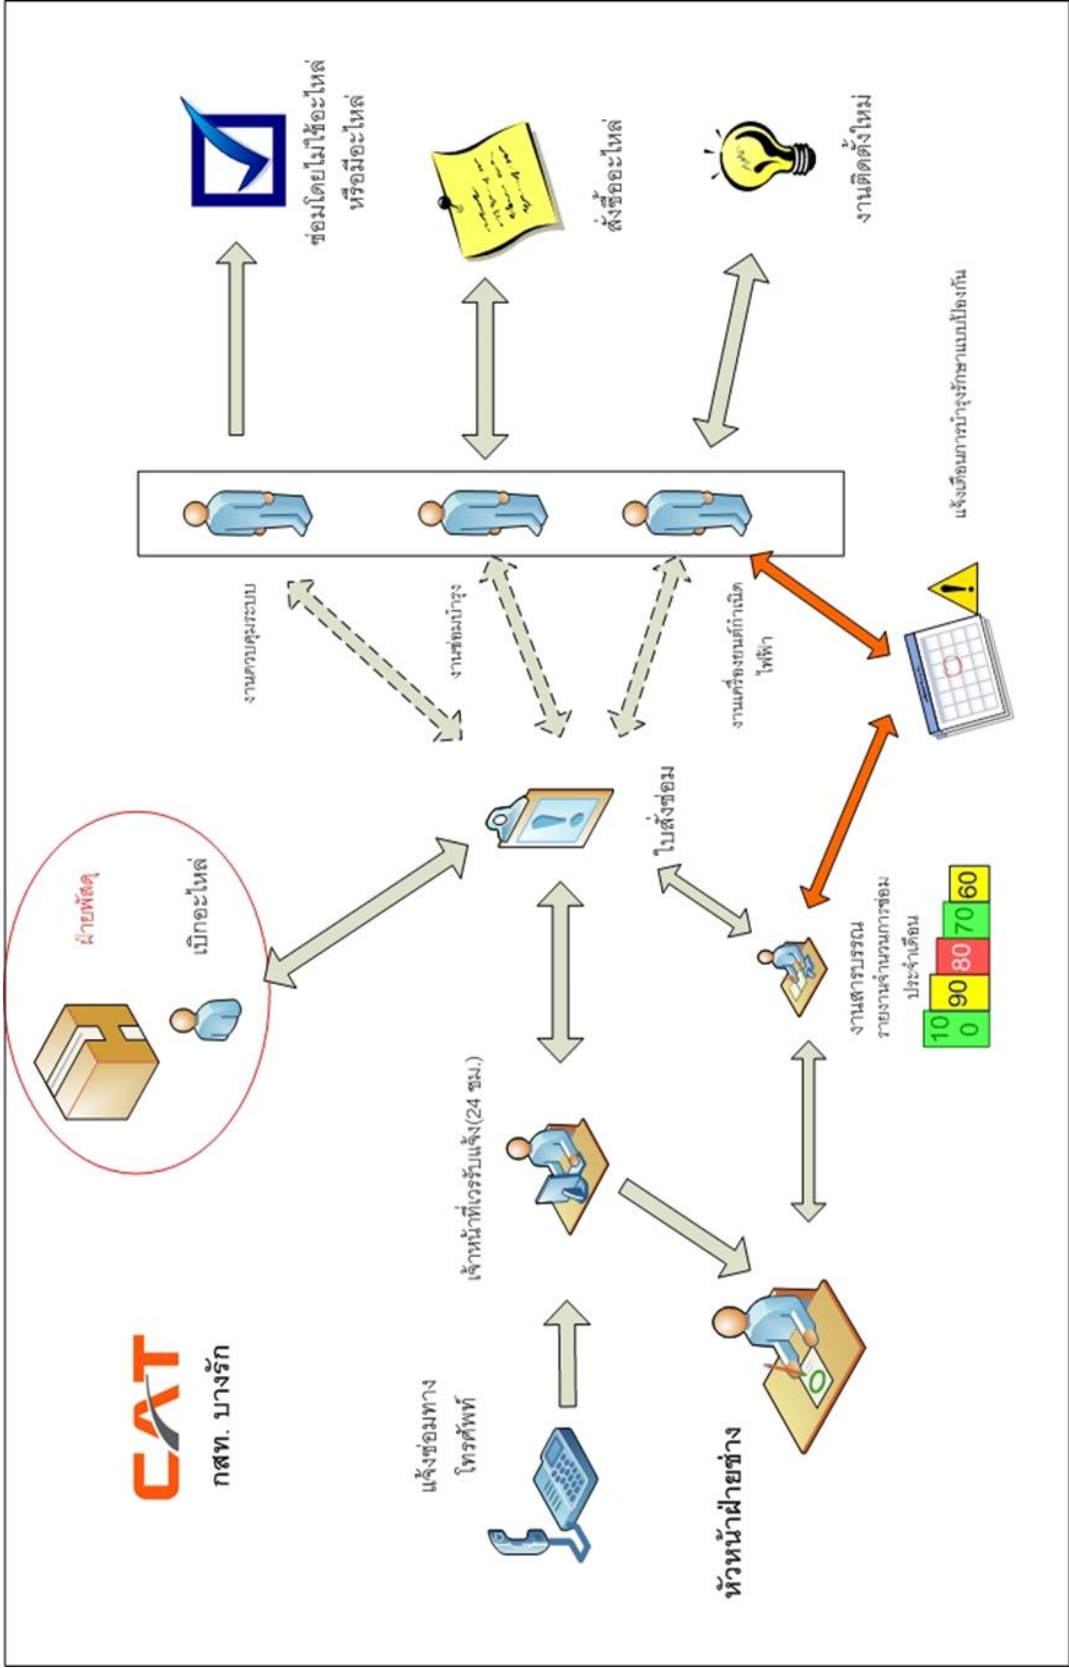 CAT
กสท. บางรัก
ฝ่ายพัสดุ
เบิกอะไหล่
แจ้งซ่อมทาง
โทรศัพท์
เจ้าหน้าที่เวรรับแจ้ง(24 ชม.)
ใบสั่งซ่อม
หัวหน้าฝ่ายช่าง
งานสารบรรณ
รายงานจำนวนการซ่อม
ประจำเดือน
10
0
90
80
70
60
งานควบคุมระบบ
งานซ่อมบำรุง
งานเครื่องยนต์กำเนิด
ไฟฟ้า
ซ่อมโดยไม่ใช้อะไหล่
หรือมีอะไหล่
สั่งซื้ออะไหล่
งานติดตั้งใหม่
แจ้งเตือนการบำรุงรักษาแบบป้องกัน